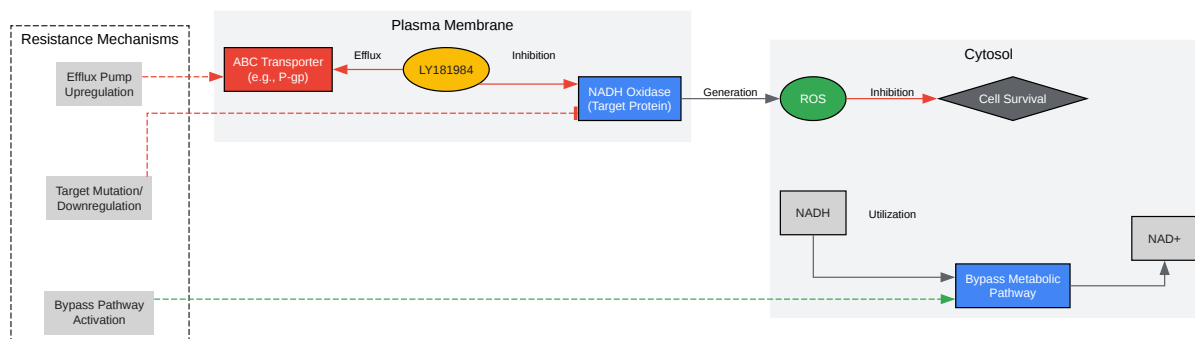 Resistance Mechanisms
Efflux Pump
Upregulation
Target Mutation/
Downregulation
Bypass Pathway
Activation
Plasma Membrane
ABC Transporter
(e.g., P-gp)
Efflux
LY181984
Inhibition
NADH Oxidase
(Target Protein)
Generation
Cytosol
ROS
Inhibition
Cell Survival
NADH
Utilization
NAD+
Bypass Metabolic
Pathway